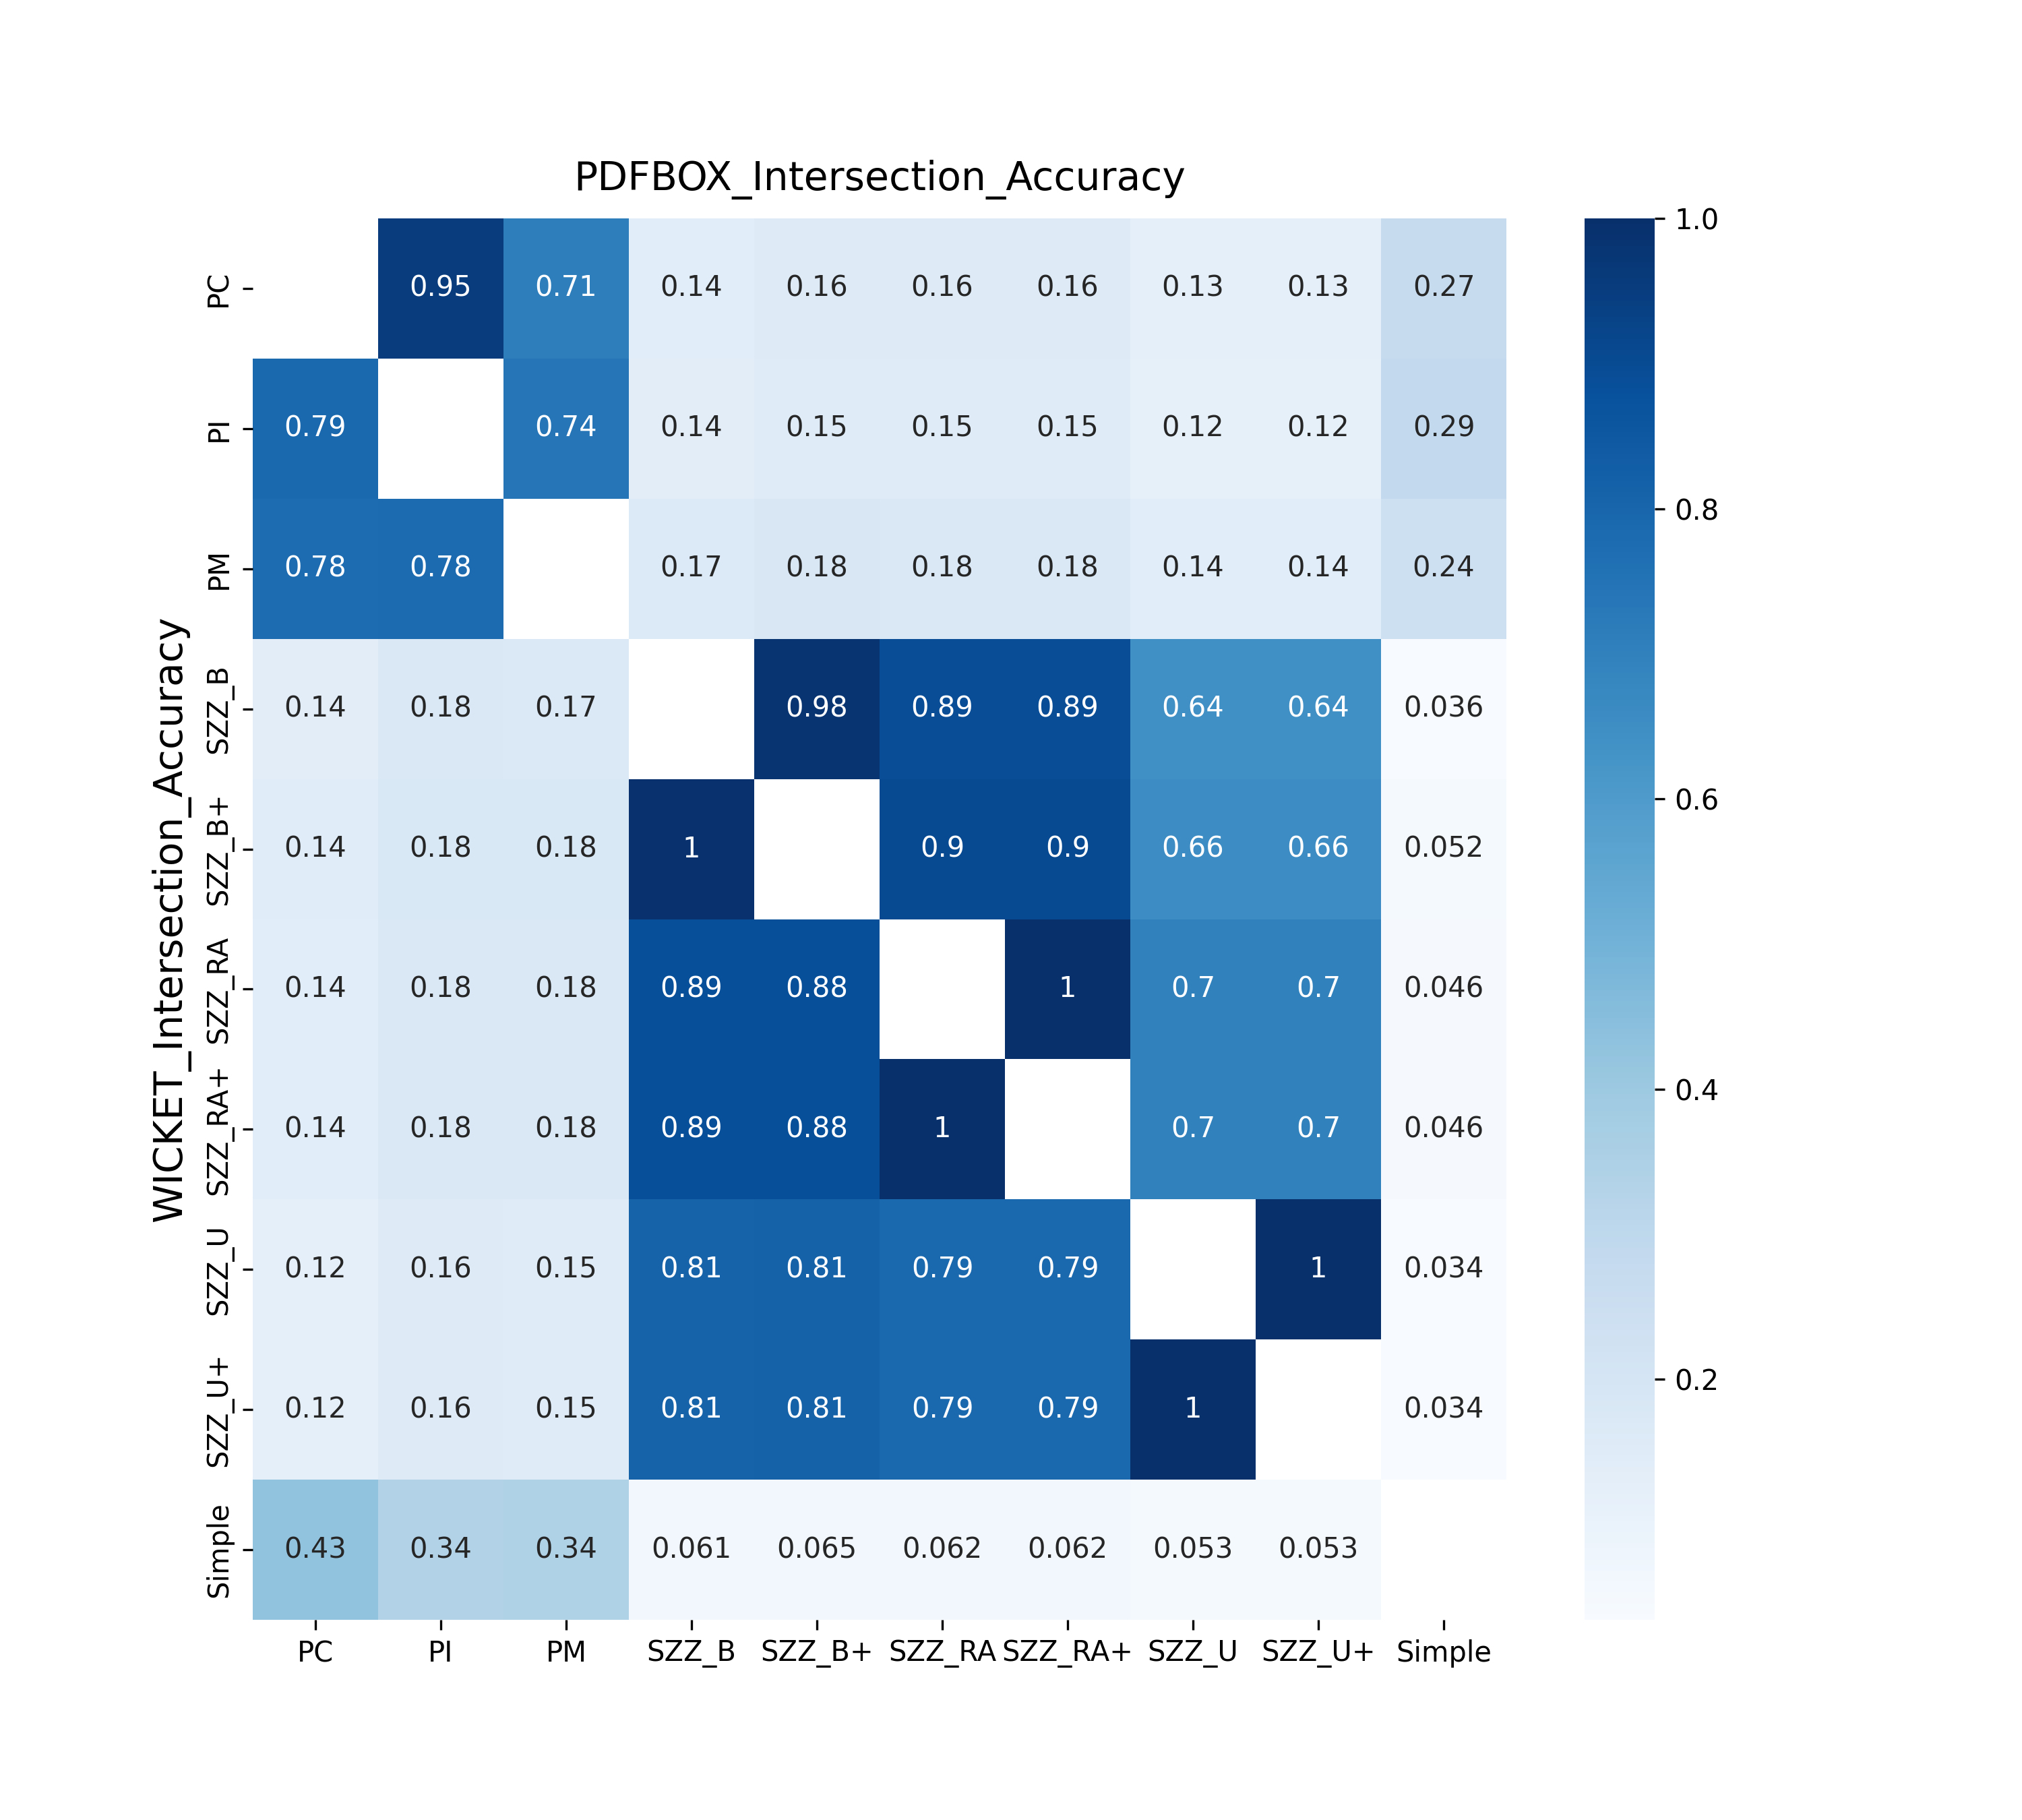 PDFBOX_Intersection_Accuracy
WICKET_Intersection_Accuracy
PC 0.95 0.71 0.14 0.16 0.16 0.16 0.13 0.13 0.27
PI 0.79 0.74 0.14 0.15 0.15 0.15 0.12 0.12 0.29
PM 0.78 0.78 0.17 0.18 0.18 0.18 0.14 0.14 0.24
SZZ_B 0.14 0.18 0.17 0.98 0.89 0.89 0.64 0.64 0.036
SZZ_B+ 0.14 0.18 0.18 1 0.9 0.9 0.66 0.66 0.052
SZZ_RA 0.14 0.18 0.18 0.89 0.88 1 0.7 0.7 0.046
SZZ_RA+ 0.14 0.18 0.18 0.89 0.88 1 0.7 0.7 0.046
SZZ_U 0.12 0.16 0.15 0.81 0.81 0.79 0.79 1 0.034
SZZ_U+ 0.12 0.16 0.15 0.81 0.81 0.79 0.79 1 0.034
Simple 0.43 0.34 0.34 0.061 0.065 0.062 0.062 0.053 0.053
PC PI PM SZZ_B SZZ_B+ SZZ_RA SZZ_RA+ SZZ_U SZZ_U+ Simple
1.0
0.8
0.6
0.4
0.2